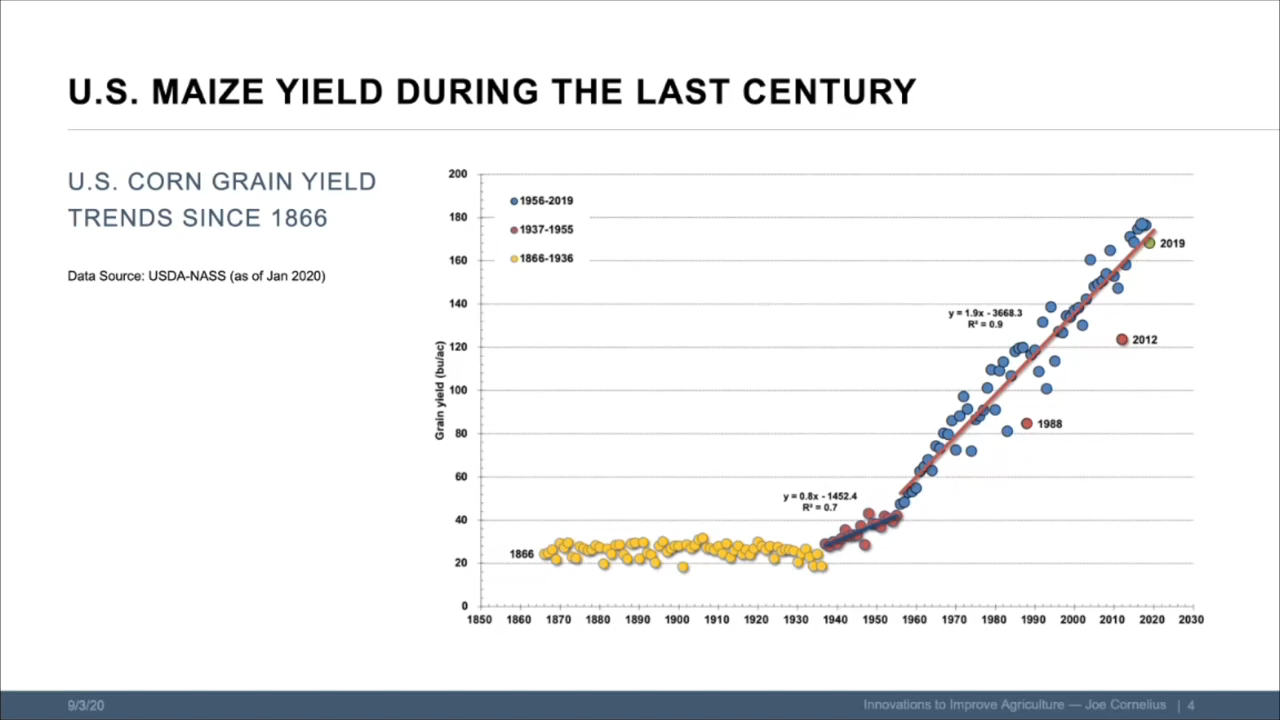 U.S. MAIZE YIELD DURING THE LAST CENTURY
U.S. CORN GRAIN YIELD
TRENDS SINCE 1866
Data Source: USDA-NASS (as of Jan 2020)
Grain yield (bu/ac)
200
180
160
140
120
100
80
60
40
20
0
1956-2019
1937-1955
1866-1936
2019
y = 1.9x - 3668.3
R² = 0.9
2012
1988
y = 0.8x - 1452.4
R² = 0.7
1866
1850 1860 1870 1880 1890 1900 1910 1920 1930 1940 1950 1960 1970 1980 1990 2000 2010 2020 2030
9/3/20
Innovations to Improve Agriculture — Joe Cornelius | 4